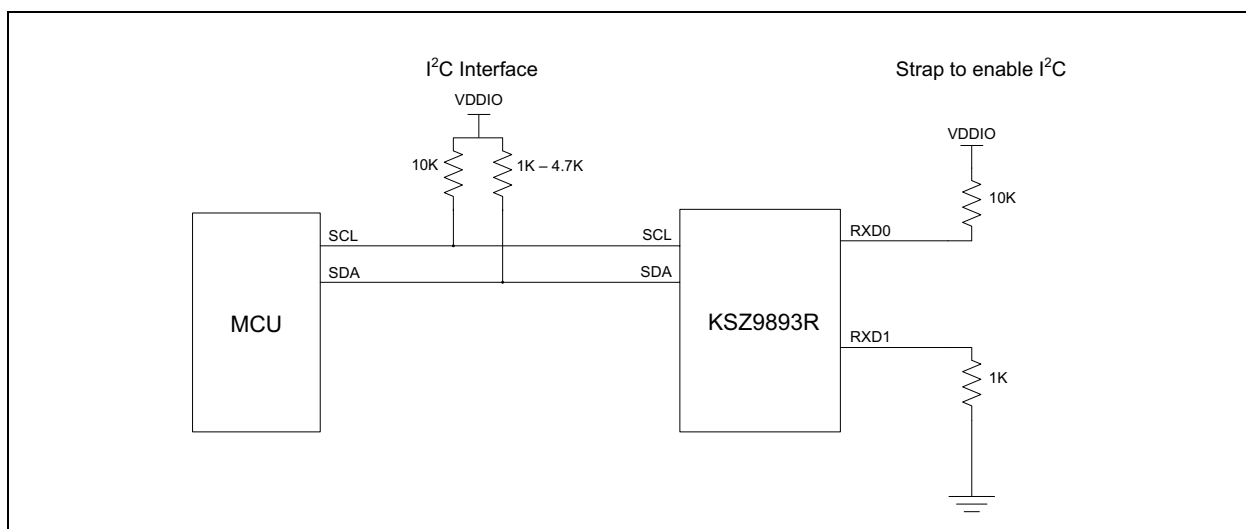 I²C Interface
Strap to enable I²C
VDDIO
VDDIO
10K
1K – 4.7K
10K
SCL
SCL
RXD0
SDA
SDA
MCU
KSZ9893R
RXD1
1K